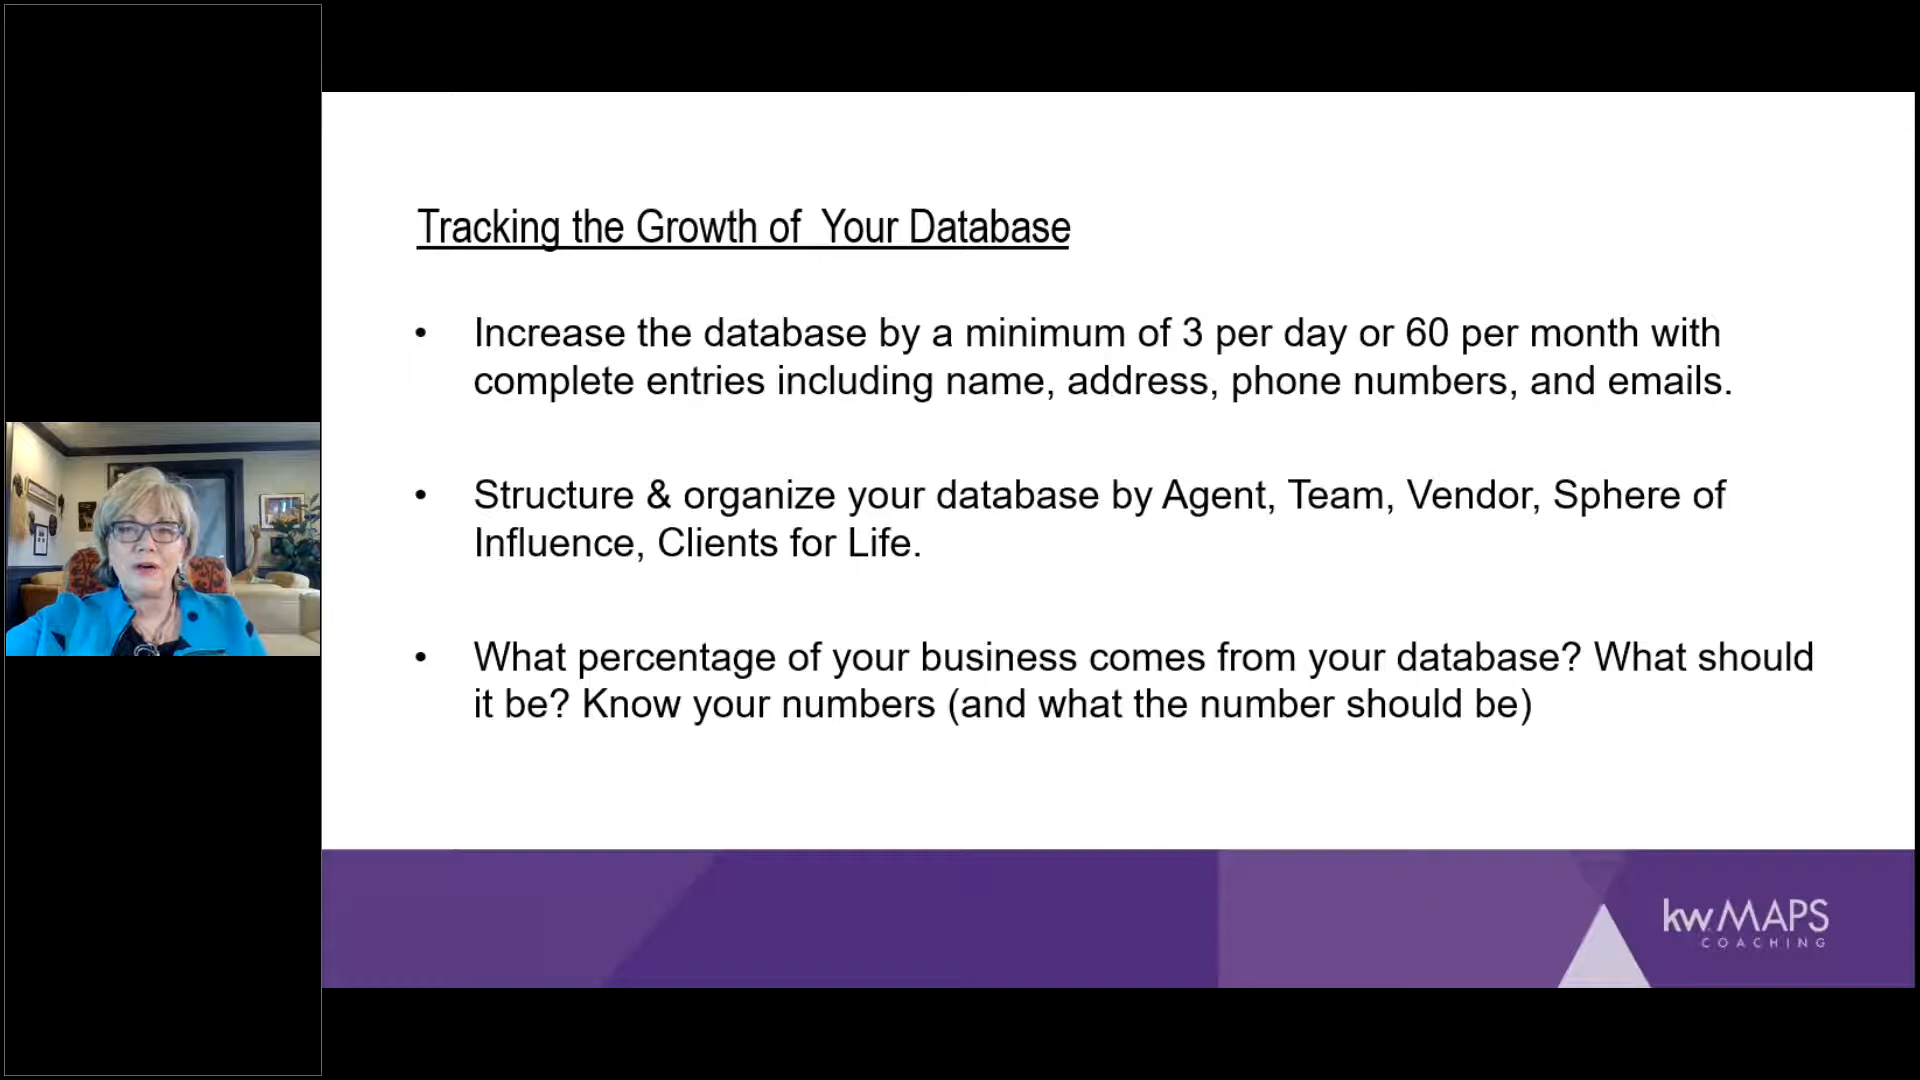 Tracking the Growth of  Your Database
• Increase the database by a minimum of 3 per day or 60 per month with
complete entries including name, address, phone numbers, and emails.
• Structure & organize your database by Agent, Team, Vendor, Sphere of
Influence, Clients for Life.
• What percentage of your business comes from your database? What should
it be? Know your numbers (and what the number should be)
kw MAPS
COACHING